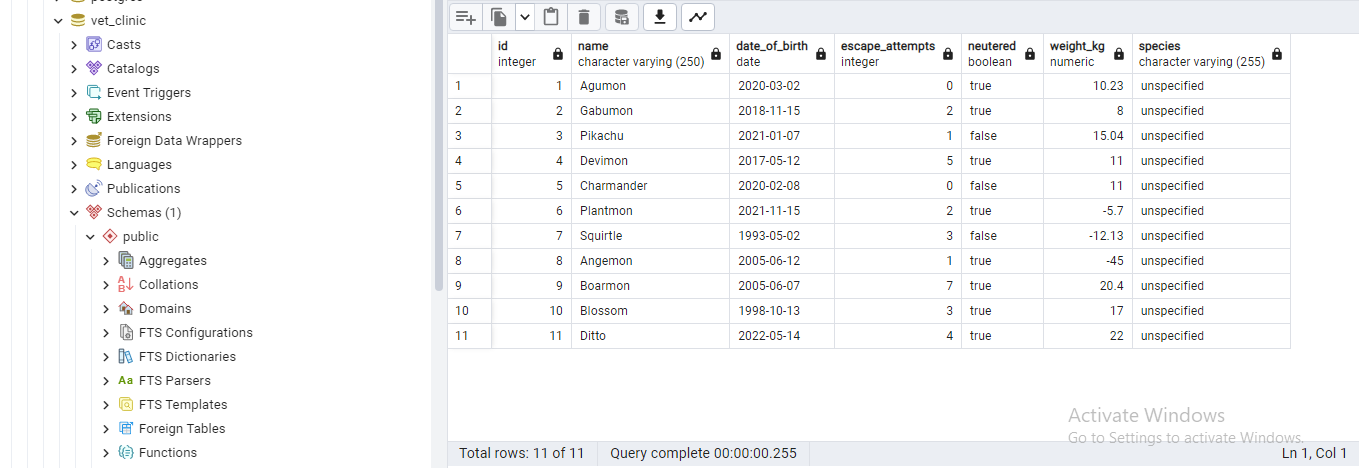 postgres
vet_clinic
Casts
Catalogs
Event Triggers
Extensions
Foreign Data Wrappers
Languages
Publications
Schemas (1)
public
Aggregates
Collations
Domains
FTS Configurations
FTS Dictionaries
Aa FTS Parsers
FTS Templates
Foreign Tables
Functions
id name date_of_birth escape_attempts neutered weight_kg species
integer character varying (250) date integer boolean numeric character varying (255)
1 1 Agumon 2020-03-02 0 true 10.23 unspecified
2 2 Gabumon 2018-11-15 2 true 8 unspecified
3 3 Pikachu 2021-01-07 1 false 15.04 unspecified
4 4 Devimon 2017-05-12 5 true 11 unspecified
5 5 Charmander 2020-02-08 0 false 11 unspecified
6 6 Plantmon 2021-11-15 2 true -5.7 unspecified
7 7 Squirtle 1993-05-02 3 false -12.13 unspecified
8 8 Angemon 2005-06-12 1 true -45 unspecified
9 9 Boarmon 2005-06-07 7 true 20.4 unspecified
10 10 Blossom 1998-10-13 3 true 17 unspecified
11 11 Ditto 2022-05-14 4 true 22 unspecified
Activate Windows
Go to Settings to activate Windows.
Total rows: 11 of 11 Query complete 00:00:00.255 Ln 1, Col 1